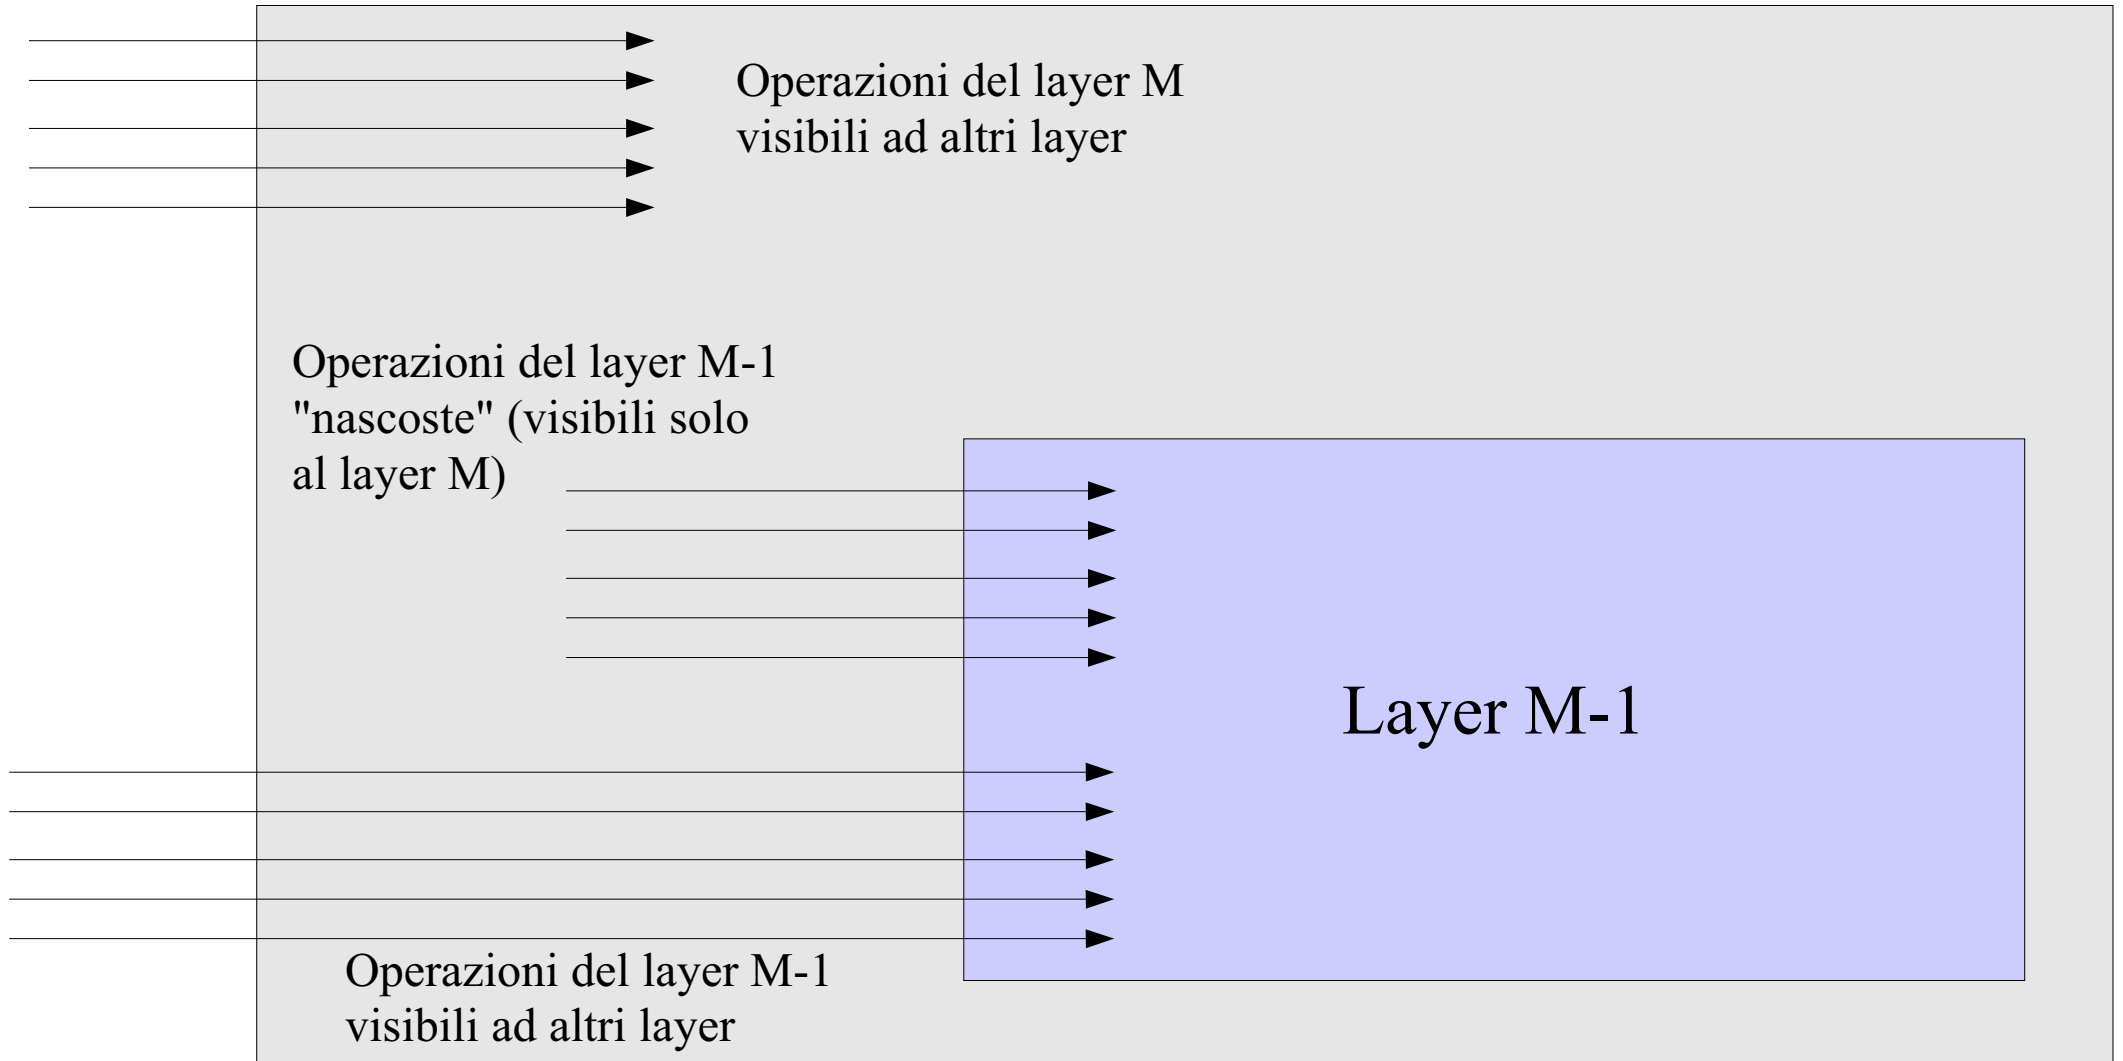 Operazioni del layer M
visibili ad altri layer
Operazioni del layer M-1
"nascoste" (visibili solo
al layer M)
Layer M-1
Operazioni del layer M-1
visibili ad altri layer